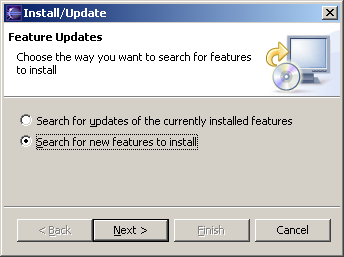 Install/Update
Feature Updates
Choose the way you want to search for features
to install
Search for updates of the currently installed features
Search for new features to install
< Back
Next >
Finish
Cancel